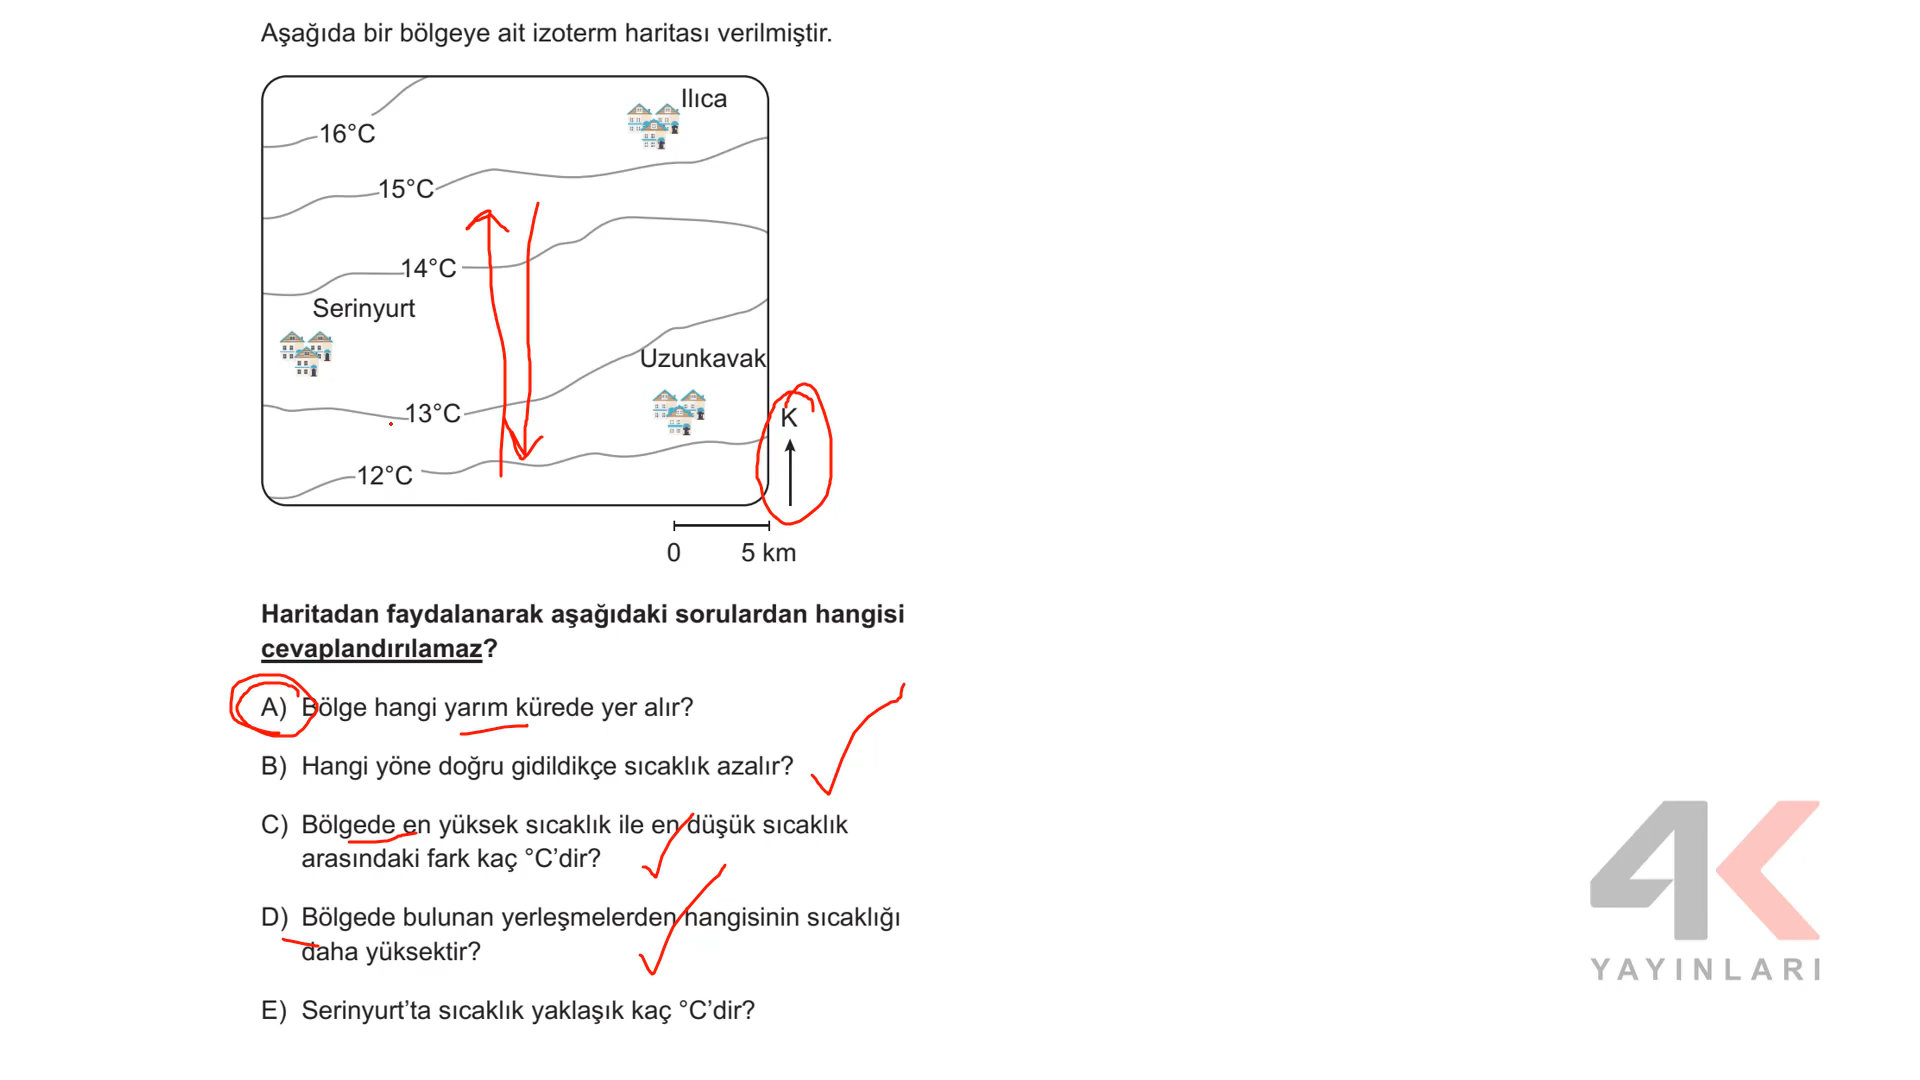 Aşağıda bir bölgeye ait izoterm haritası verilmiştir.
Ilıca
16°C
15°C
14°C
Serinyurt
Uzunkavak
13°C
K
12°C
0 5 km
Haritadan faydalanarak aşağıdaki sorulardan hangisi
cevaplandırılamaz?
A) Bölge hangi yarım kürede yer alır?
B) Hangi yöne doğru gidildikçe sıcaklık azalır?
C) Bölgede en yüksek sıcaklık ile en düşük sıcaklık
arasındaki fark kaç °C’dir?
D) Bölgede bulunan yerleşmelerden hangisinin sıcaklığı
daha yüksektir?
E) Serinyurt’ta sıcaklık yaklaşık kaç °C’dir?
4K
YAYINLARI